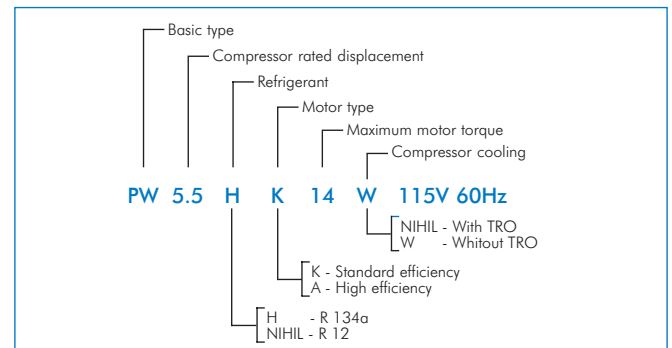 Basic type
Compressor rated displacement
Refrigerant
Motor type
Maximum motor torque
Compressor cooling
PW 5.5 H K 14 W 115V 60Hz
NIHIL - With TRO
W - Whitout TRO
K - Standard efficiency
A - High efficiency
H - R 134a
NIHIL - R 12